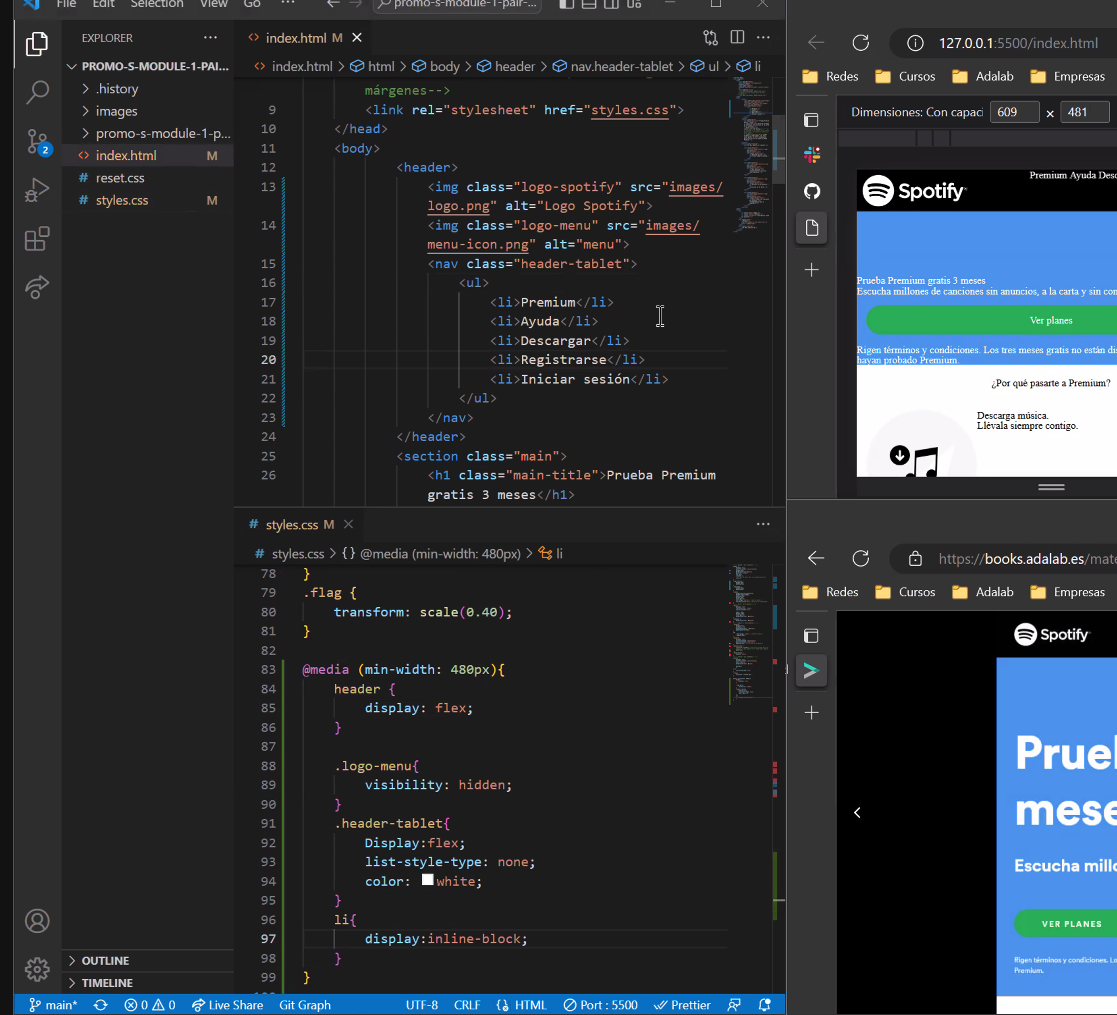 File Edit Selection View Go ··· promo-s-module-1-pair-...
EXPLORER ···
PROMO-S-MODULE-1-PAI...
.history
images
promo-s-module-1-p...
index.html M
reset.css
styles.css M
2
OUTLINE
TIMELINE
index.html M
index.html > html > body > header > nav.header-tablet > ul > li
márgenes-->
9 <link rel="stylesheet" href="styles.css">
10 </head>
11 <body>
12 <header>
13 <img class="logo-spotify" src="images/
logo.png" alt="Logo Spotify">
14 <img class="logo-menu" src="images/
menu-icon.png" alt="menu">
15 <nav class="header-tablet">
16 <ul>
17 <li>Premium</li>
18 <li>Ayuda</li>
19 <li>Descargar</li>
20 <li>Registrarse</li>
21 <li>Iniciar sesión</li>
22 </ul>
23 </nav>
24 </header>
25 <section class="main">
26 <h1 class="main-title">Prueba Premium
gratis 3 meses</h1>
# styles.css M
# styles.css > {} @media (min-width: 480px) > li
78 }
79 .flag {
80 transform: scale(0.40);
81 }
82
83 @media (min-width: 480px){
84 header {
85 display: flex;
86 }
87
88 .logo-menu{
89 visibility: hidden;
90 }
91 .header-tablet{
92 Display:flex;
93 list-style-type: none;
94 color: white;
95 }
96 li{
97 display:inline-block;
98 }
99 }
main* 0 0 Live Share Git Graph UTF-8 CRLF {} HTML Port : 5500 Prettier
127.0.0.1:5500/index.html
Redes Cursos Adalab Empresas
Dimensiones: Con capaci 609 × 481
Spotify
Premium Ayuda Desc
Prueba Premium gratis 3 meses
Escucha millones de canciones sin anuncios, a la carta y sin con
Ver planes
Rigen términos y condiciones. Los tres meses gratis no están dis
hayan probado Premium.
¿Por qué pasarte a Premium?
Descarga música.
Llévala siempre contigo.
https://books.adalab.es/mate
Redes Cursos Adalab Empresas
Spotify
Prue
mese
Escucha millo
VER PLANES
Rigen términos y condiciones. Lo
Premium.